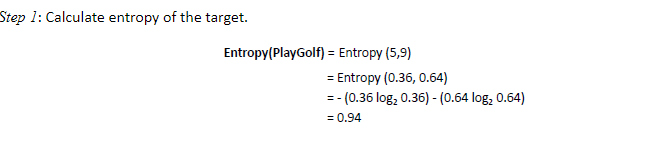 Step 1: Calculate entropy of the target.
Entropy(PlayGolf) = Entropy (5,9)
= Entropy (0.36, 0.64)
= - (0.36 log₂ 0.36) - (0.64 log₂ 0.64)
= 0.94